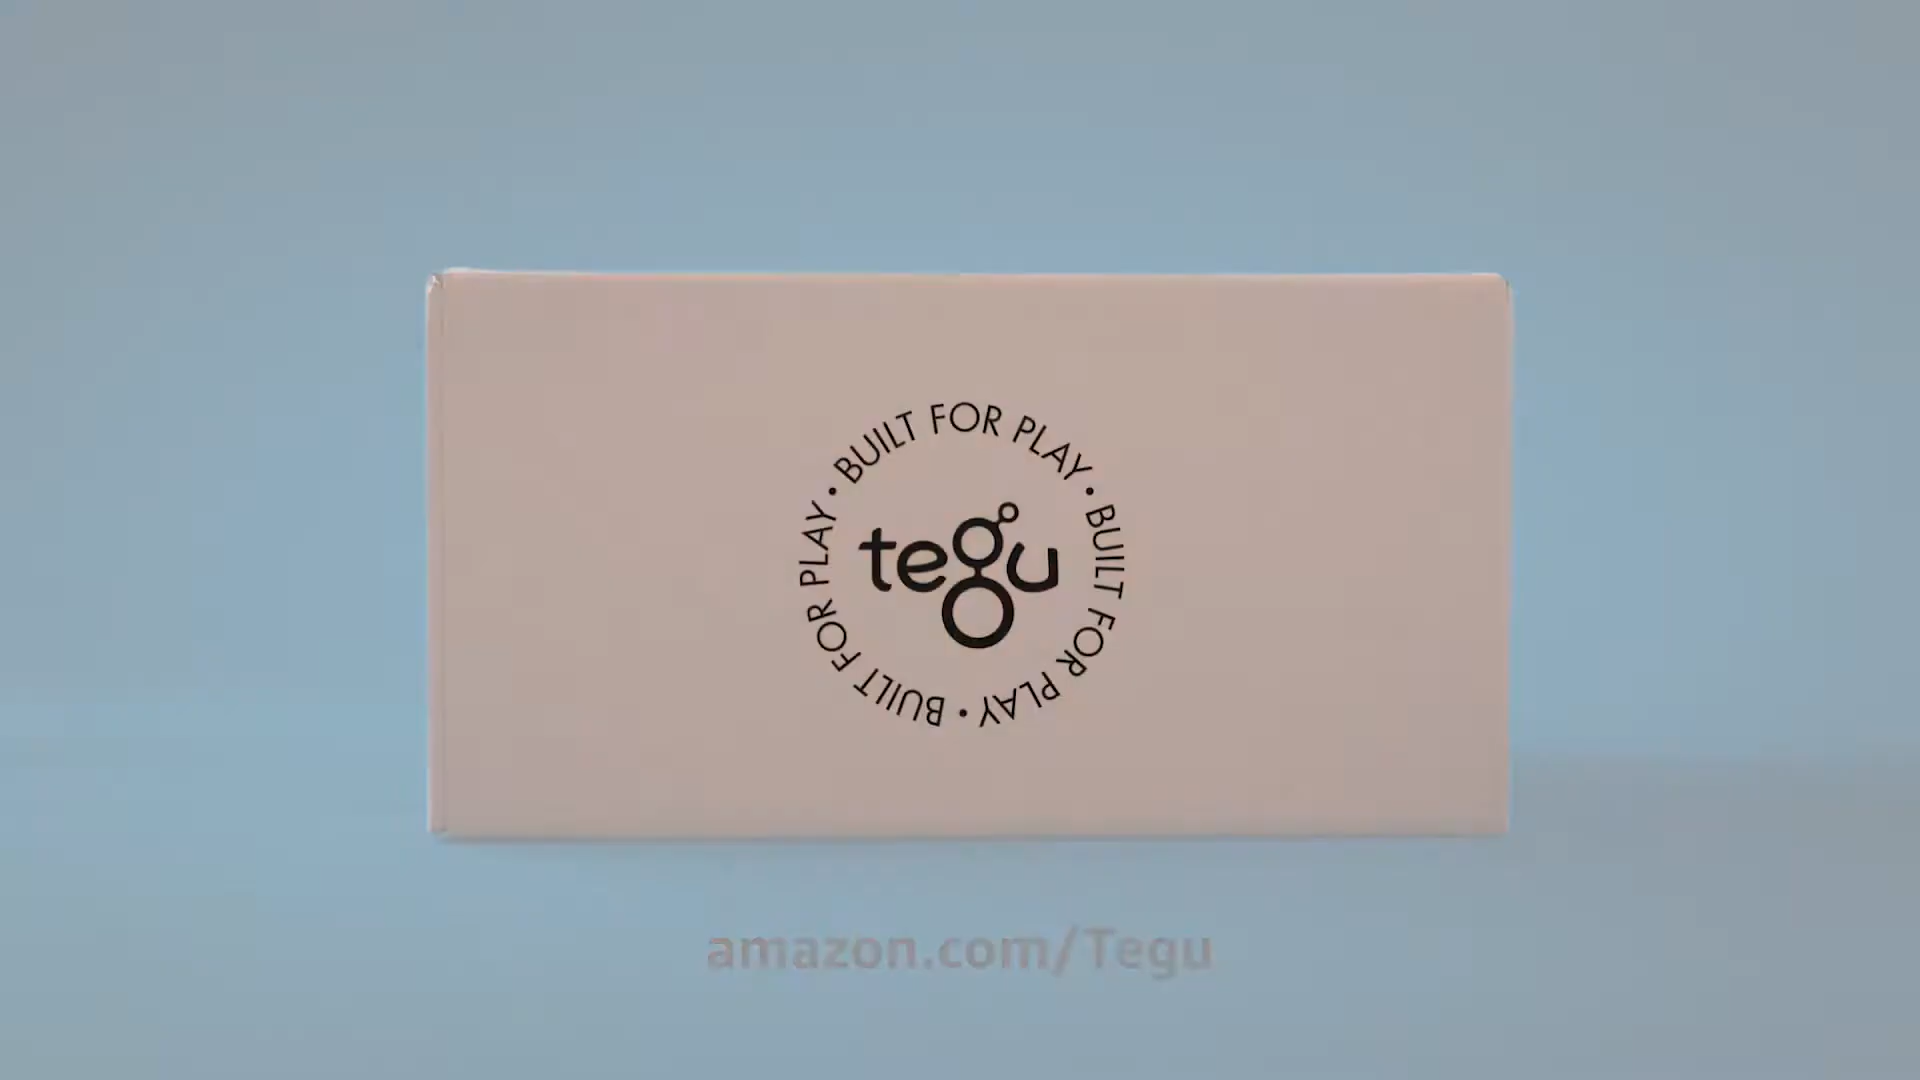 BUILT FOR PLAY • BUILT FOR PLAY • BUILT FOR PLAY •
tegu
amazon.com/Tegu